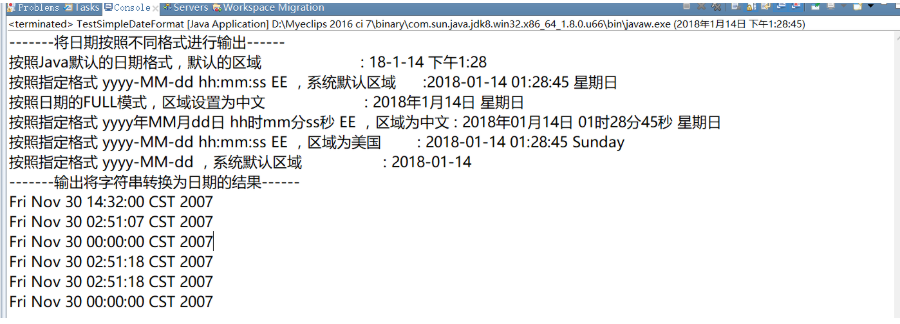 Problems Tasks Console Servers Workspace Migration
<terminated> TestSimpleDateFormat [Java Application] D:\Myeclips 2016 ci 7\binary\com.sun.java.jdk8.win32.x86_64_1.8.0.u66\bin\javaw.exe (2018年1月14日 下午1:28:45)
-------将日期按照不同格式进行输出------
按照Java默认的日期格式，默认的区域 : 18-1-14 下午1:28
按照指定格式 yyyy-MM-dd hh:mm:ss EE ，系统默认区域 :2018-01-14 01:28:45 星期日
按照日期的FULL模式，区域设置为中文 : 2018年1月14日 星期日
按照指定格式 yyyy年MM月dd日 hh时mm分ss秒 EE ，区域为中文 : 2018年01月14日 01时28分45秒 星期日
按照指定格式 yyyy-MM-dd hh:mm:ss EE ，区域为美国 : 2018-01-14 01:28:45 Sunday
按照指定格式 yyyy-MM-dd ，系统默认区域 : 2018-01-14
-------输出将字符串转换为日期的结果------
Fri Nov 30 14:32:00 CST 2007
Fri Nov 30 02:51:07 CST 2007
Fri Nov 30 00:00:00 CST 2007
Fri Nov 30 02:51:18 CST 2007
Fri Nov 30 02:51:18 CST 2007
Fri Nov 30 00:00:00 CST 2007